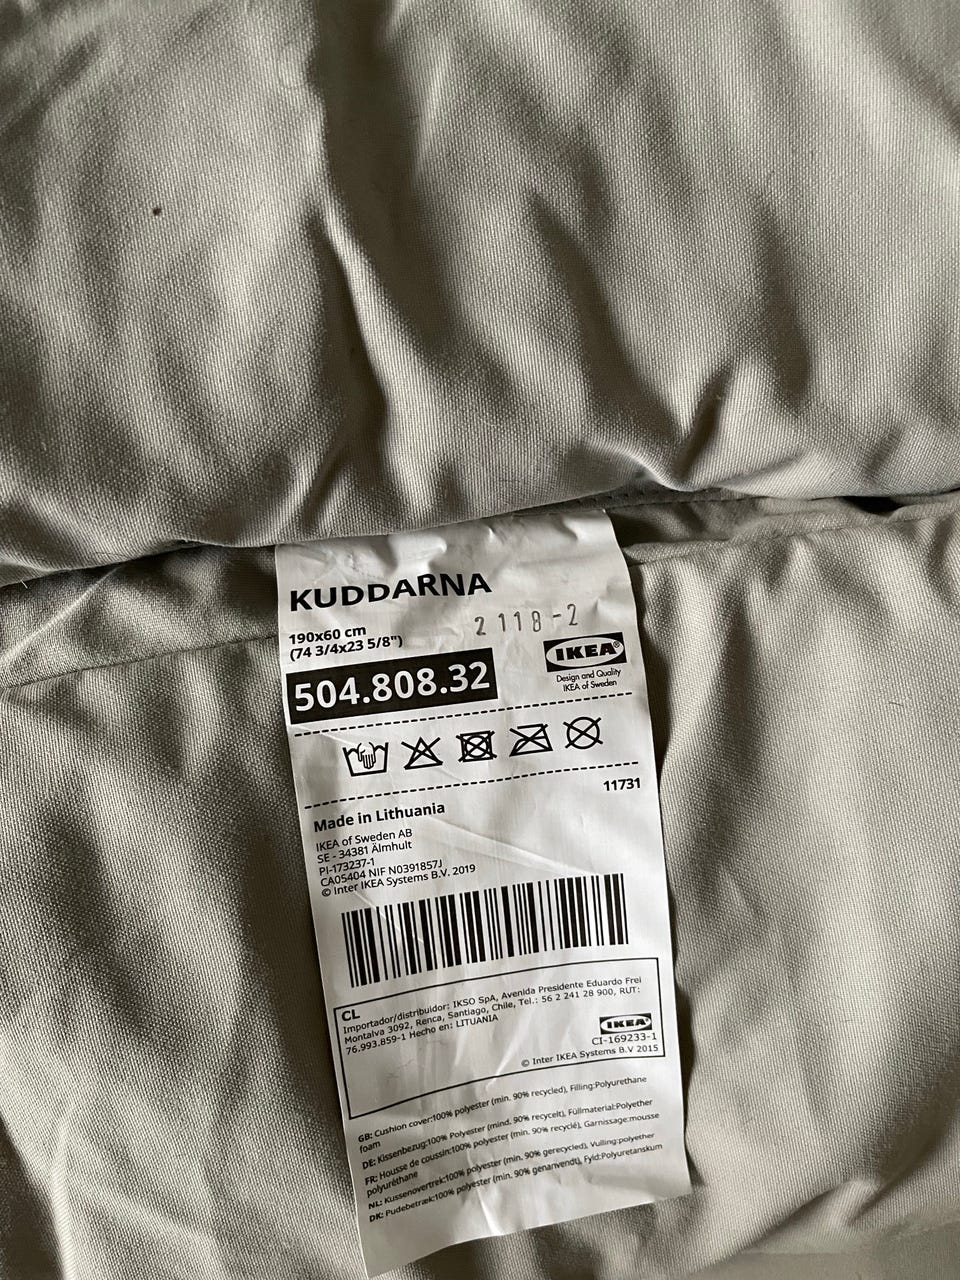 KUDDARNA
190x60 cm
(74 3/4x23 5/8")
2118-2
504.808.32
IKEA®
Design and Quality
IKEA of Sweden
11731
Made in Lithuania
IKEA of Sweden AB
SE - 34381 Älmhult
PI-173237-1
CA05404 NIF N0391857J
© Inter IKEA Systems B.V. 2019
CL
Importador/distribuidor: IKSO SpA, Avenida Presidente Eduardo Frei
Montalva 3092, Renca, Santiago, Chile, Tel.: 56 2 241 28 900, RUT:
76.993.859-1 Hecho en: LITUANIA
IKEA®
CI-169233-1
© Inter IKEA Systems B.V 2015
GB: Cushion cover:100% polyester (min. 90% recycled), Filling:Polyurethane
foam
DE: Kissenbezug:100% Polyester (mind. 90% recycelt), Füllmaterial:Polyether
FR: Housse de coussin:100% polyester (min. 90% recyclé), Garnissage:mousse
polyuréthane
NL: Kussenovertrek:100% polyester (min. 90% gerecycled), Vulling:polyether
DK: Pudebetræk:100% polyester (min. 90% genanvendt), Fyld:Polyuretanskum